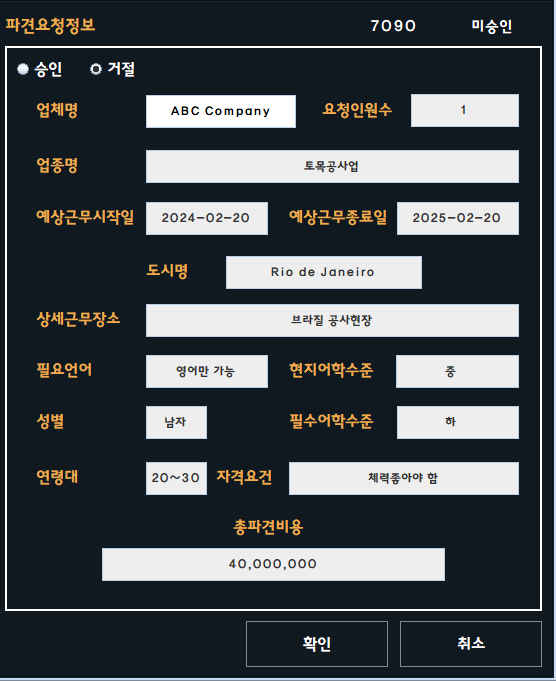 파견요청정보 7090 미승인
승인 거절
업체명 ABC Company 요청인원수 1
업종명 토목공사업
예상근무시작일 2024-02-20 예상근무종료일 2025-02-20
도시명 Rio de Janeiro
상세근무장소 브라질 공사현장
필요언어 영어만 가능 현지어학수준 중
성별 남자 필수어학수준 하
연령대 20~30 자격요건 체력좋아야 함
총파견비용
40,000,000
확인 취소